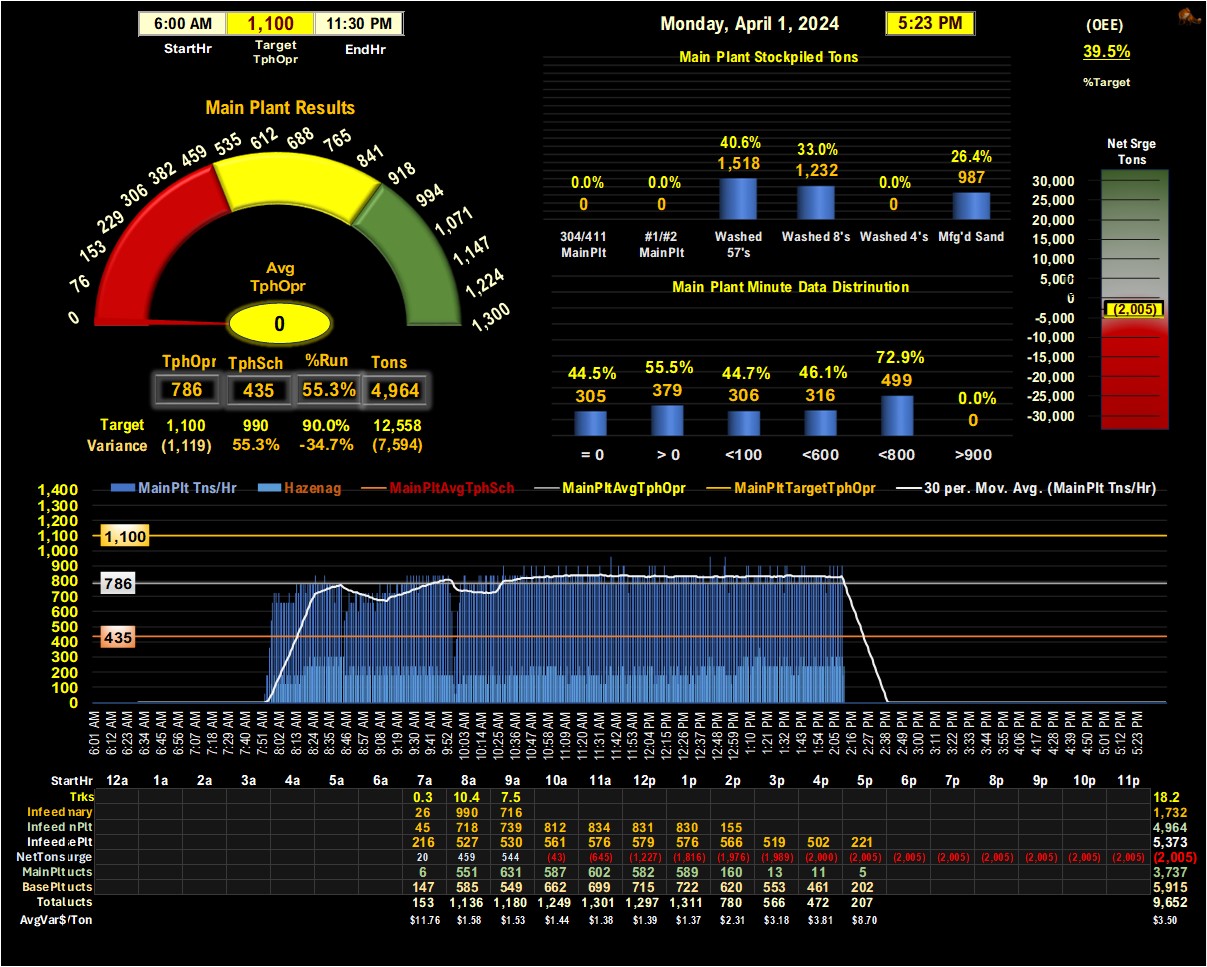 6:00 AM 1,100 11:30 PM
StartHr Target TphOpr EndHr
Monday, April 1, 2024 5:23 PM
(OEE)
39.5%
%Target
Main Plant Results
0 76 153 229 306 382 459 535 612 688 765 841 918 994 1,071 1,147 1,224 1,300
Avg
TphOpr
0
TphOpr TphSch %Run Tons
786 435 55.3% 4,964
Target 1,100 990 90.0% 12,558
Variance (1,119) 55.3% -34.7% (7,594)
Main Plant Stockpiled Tons
0.0% 0.0% 40.6% 33.0% 0.0% 26.4%
0 0 1,518 1,232 0 987
304/411 MainPlt #1/#2 MainPlt Washed 57's Washed 8's Washed 4's Mfg'd Sand
Main Plant Minute Data Distrinution
44.5% 55.5% 44.7% 46.1% 72.9% 0.0%
305 379 306 316 499 0
= 0 > 0 <100 <600 <800 >900
Net Srge
Tons
30,000
25,000
20,000
15,000
10,000
5,000
0
(2,005)
-5,000
-10,000
-15,000
-20,000
-25,000
-30,000
MainPlt Tns/Hr Hazenag MainPltAvgTphSch MainPltAvgTphOpr MainPltTargetTphOpr 30 per. Mov. Avg. (MainPlt Tns/Hr)
1,400
1,300
1,200
1,100
1,000
900
800
700
600
500
400
300
200
100
0
1,100
786
435
6:01 AM 6:12 AM 6:23 AM 6:34 AM 6:45 AM 6:56 AM 7:07 AM 7:18 AM 7:29 AM 7:40 AM 7:51 AM 8:02 AM 8:13 AM 8:24 AM 8:35 AM 8:46 AM 8:57 AM 9:08 AM 9:19 AM 9:30 AM 9:41 AM 9:52 AM 10:03 AM 10:14 AM 10:25 AM 10:36 AM 10:47 AM 10:58 AM 11:09 AM 11:20 AM 11:31 AM 11:42 AM 11:53 AM 12:04 PM 12:15 PM 12:26 PM 12:37 PM 12:48 PM 12:59 PM 1:10 PM 1:21 PM 1:32 PM 1:43 PM 1:54 PM 2:05 PM 2:16 PM 2:27 PM 2:38 PM 2:49 PM 3:00 PM 3:11 PM 3:22 PM 3:33 PM 3:44 PM 3:55 PM 4:06 PM 4:17 PM 4:28 PM 4:39 PM 4:50 PM 5:01 PM 5:12 PM 5:23 PM
StartHr 12a 1a 2a 3a 4a 5a 6a 7a 8a 9a 10a 11a 12p 1p 2p 3p 4p 5p 6p 7p 8p 9p 10p 11p
Trks 0.3 10.4 7.5 18.2
Infeed nary 26 990 716 1,732
Infeed nPlt 45 718 739 812 834 831 830 155 4,964
Infeed ePlt 216 527 530 561 576 579 576 566 519 502 221 5,373
NetTons urge 20 459 544 (43) (645) (1,227) (1,816) (1,976) (1,989) (2,000) (2,005) (2,005) (2,005) (2,005) (2,005) (2,005) (2,005) (2,005)
MainPlt ucts 6 551 631 587 602 582 589 160 13 11 5 3,737
BasePlt ucts 147 585 549 662 699 715 722 620 553 461 202 5,915
Total ucts 153 1,136 1,180 1,249 1,301 1,297 1,311 780 566 472 207 9,652
AvgVar$/Ton $11.76 $1.58 $1.53 $1.44 $1.38 $1.39 $1.37 $2.31 $3.18 $3.81 $8.70 $3.50